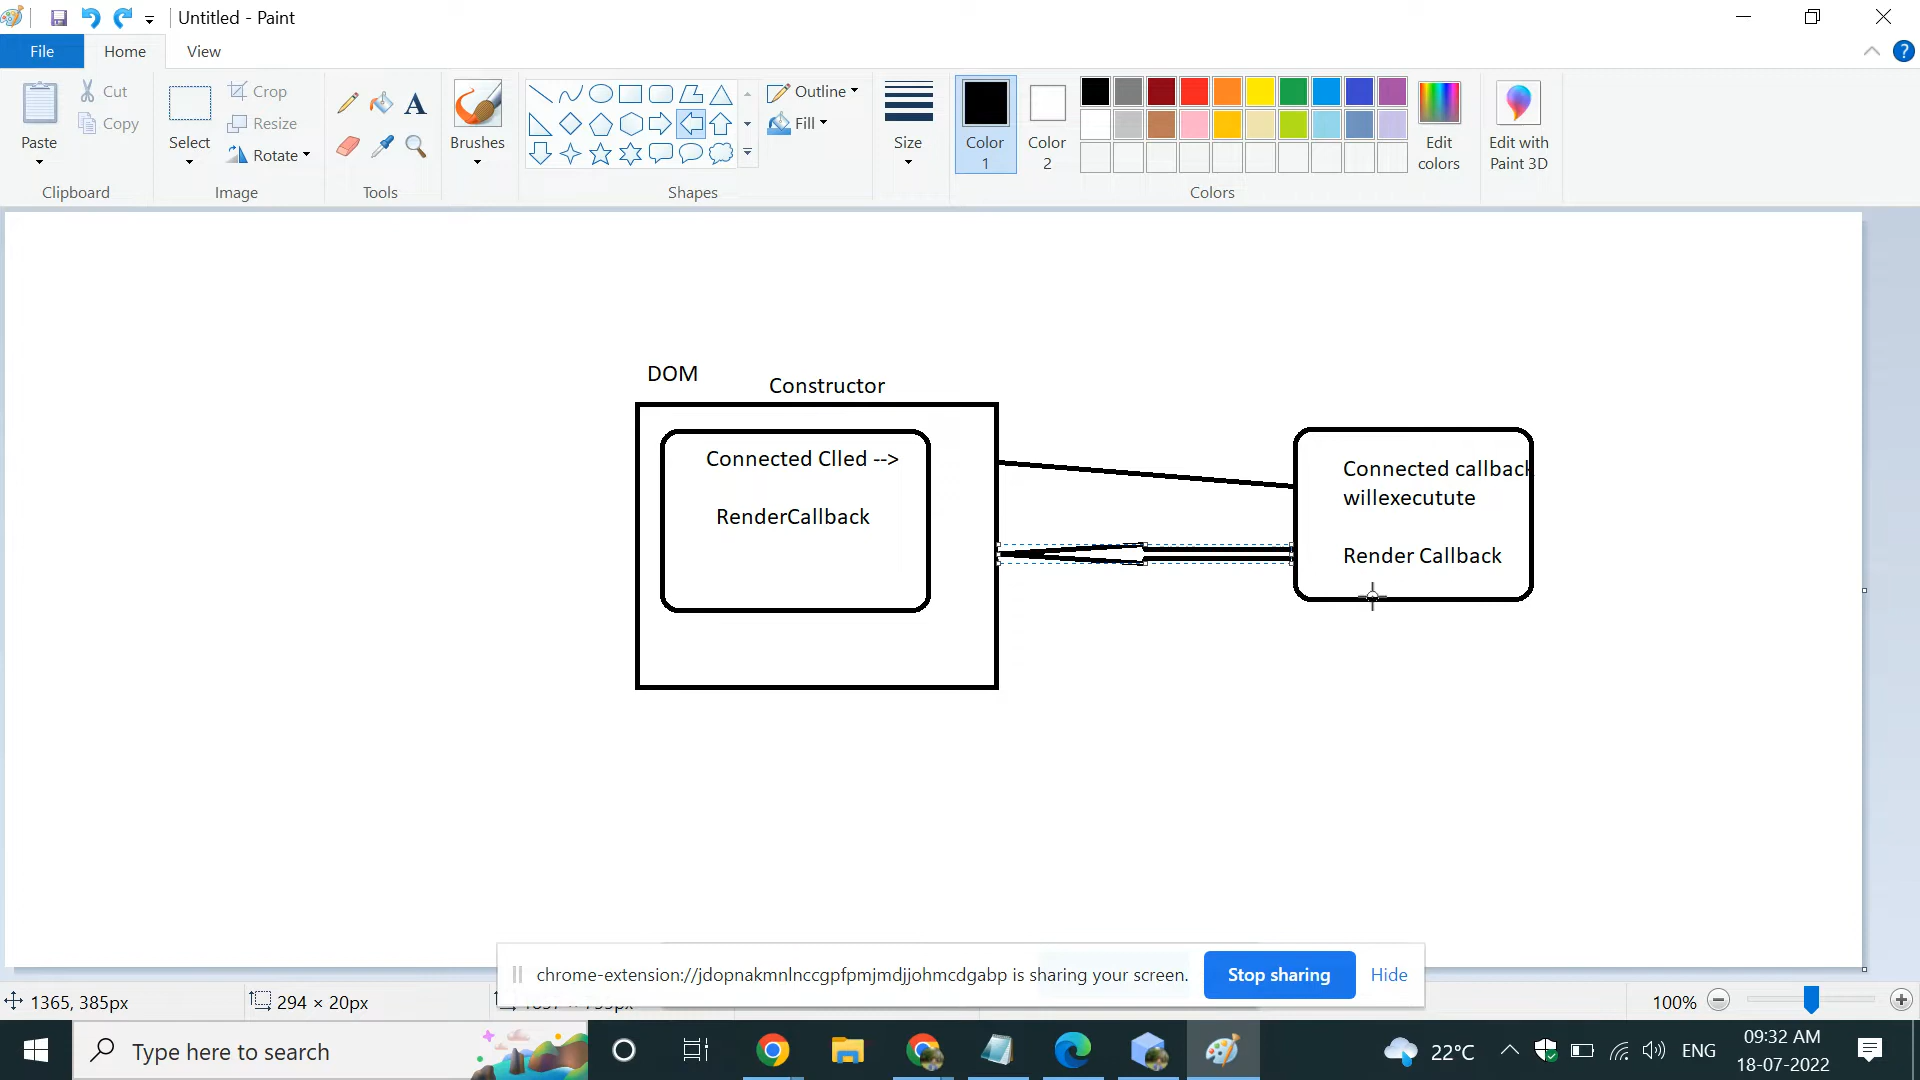 Untitled - Paint
File
Home
View
Paste
Cut
Copy
Clipboard
Select
Crop
Resize
Rotate
Image
A
Tools
Brushes
Outline
Fill
Shapes
Size
Color
1
Color
2
Edit
colors
Edit with
Paint 3D
Colors
?
DOM
Constructor
Connected Clled -->
RenderCallback
Connected callback
willexecutute
Render Callback
chrome-extension://jdopnakmnlnccgpfpmjmdjjohmcdgabp is sharing your screen.
Stop sharing
Hide
1365, 385px
294 × 20px
100%
Type here to search
22°C
ENG
09:32 AM
18-07-2022